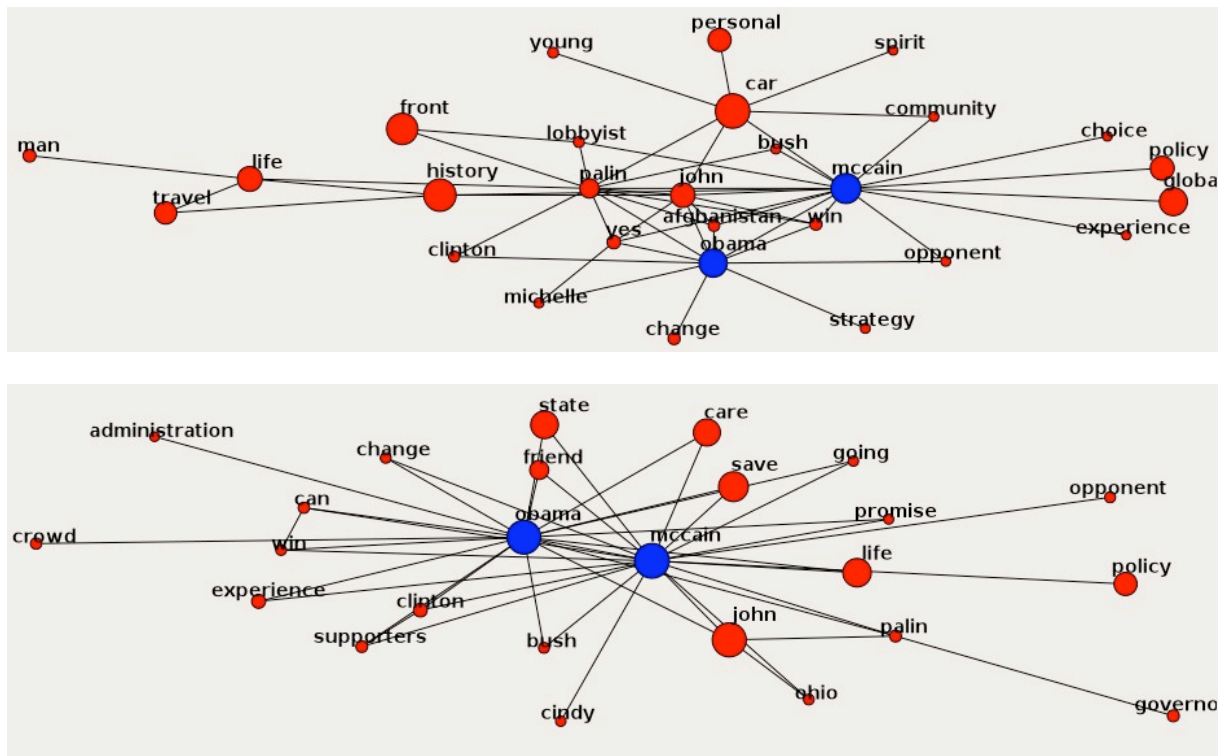 personal
young
spirit
car
front
community
lobbyist
choice
man
bush
policy
life
palin
john
mccain
history
globa
travel
afghanistan
win
yes
experience
clinton
obama
opponent
michelle
change
strategy
state
care
administration
change
friend
save
going
can
opponent
obama
promise
crowd
win
mccain
life
policy
experience
clinton
john
supporters
bush
palin
ohio
cindy
governo